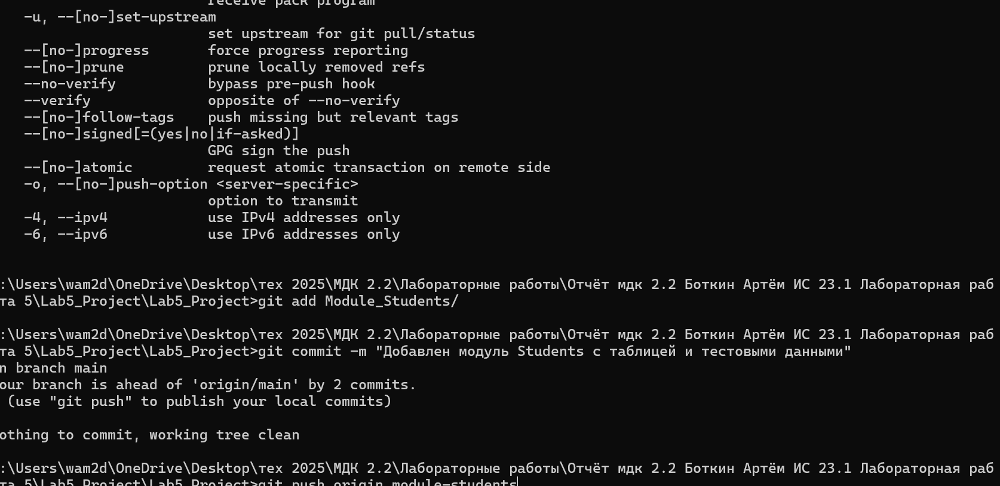 receive pack program
-u, --[no-]set-upstream
set upstream for git pull/status
--[no-]progress force progress reporting
--[no-]prune prune locally removed refs
--no-verify bypass pre-push hook
--verify opposite of --no-verify
--[no-]follow-tags push missing but relevant tags
--[no-]signed[=(yes|no|if-asked)]
GPG sign the push
--[no-]atomic request atomic transaction on remote side
-o, --[no-]push-option <server-specific>
option to transmit
-4, --ipv4 use IPv4 addresses only
-6, --ipv6 use IPv6 addresses only
:\Users\wam2d\OneDrive\Desktop\тех 2025\МДК 2.2\Лабораторные работы\Отчёт мдк 2.2 Боткин Артём ИС 23.1 Лабораторная раб
та 5\Lab5_Project\Lab5_Project>git add Module_Students/
:\Users\wam2d\OneDrive\Desktop\тех 2025\МДК 2.2\Лабораторные работы\Отчёт мдк 2.2 Боткин Артём ИС 23.1 Лабораторная раб
та 5\Lab5_Project\Lab5_Project>git commit -m "Добавлен модуль Students с таблицей и тестовыми данными"
n branch main
our branch is ahead of 'origin/main' by 2 commits.
(use "git push" to publish your local commits)
othing to commit, working tree clean
:\Users\wam2d\OneDrive\Desktop\тех 2025\МДК 2.2\Лабораторные работы\Отчёт мдк 2.2 Боткин Артём ИС 23.1 Лабораторная раб
та 5\Lab5_Project\Lab5_Project>git push origin module-students